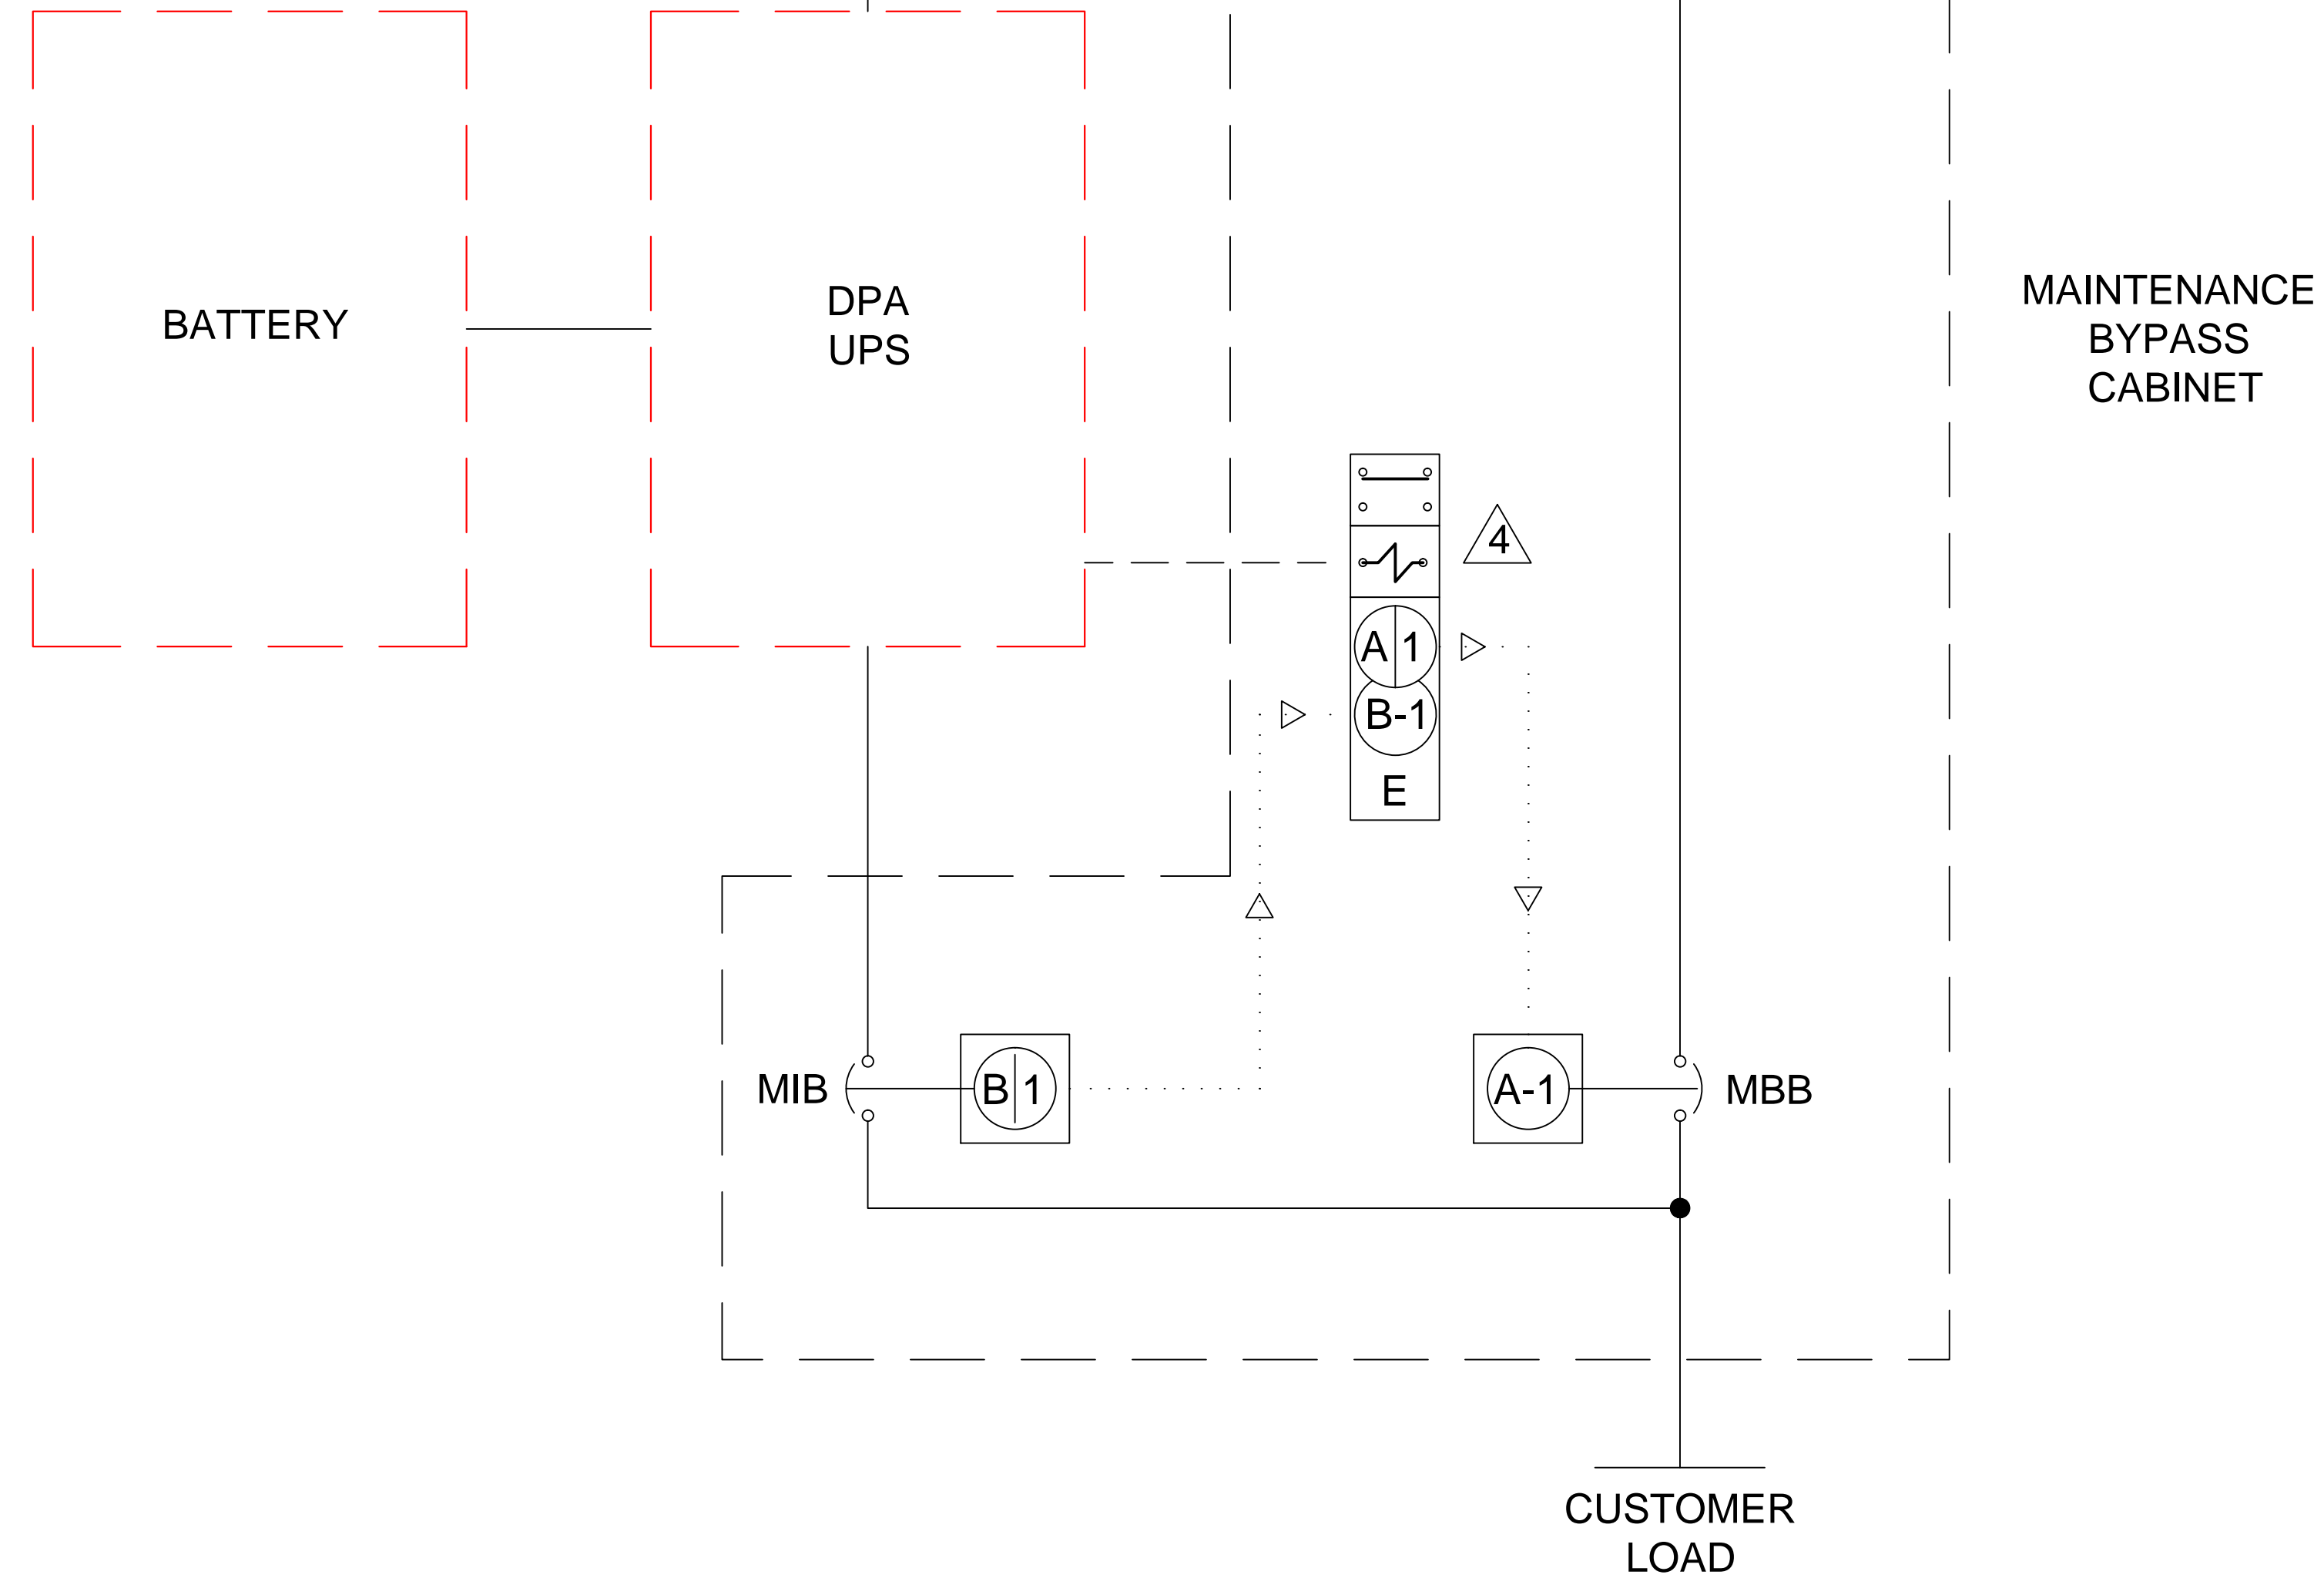 BATTERY
DPA
UPS
MAINTENANCE
BYPASS
CABINET
4
A 1
B-1
E
MIB
B 1
A-1
MBB
CUSTOMER
LOAD